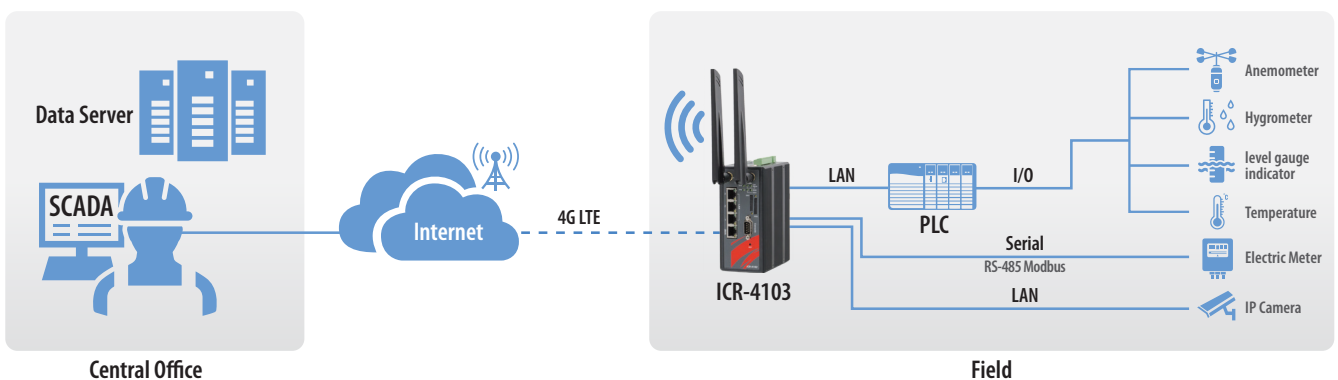 Data Server
SCADA
Internet
4G LTE
ICR-4103
LAN
PLC
I/O
Anemometer
Hygrometer
level gauge
indicator
°C
Temperature
Serial
RS-485 Modbus
Electric Meter
LAN
IP Camera
Central Office
Field